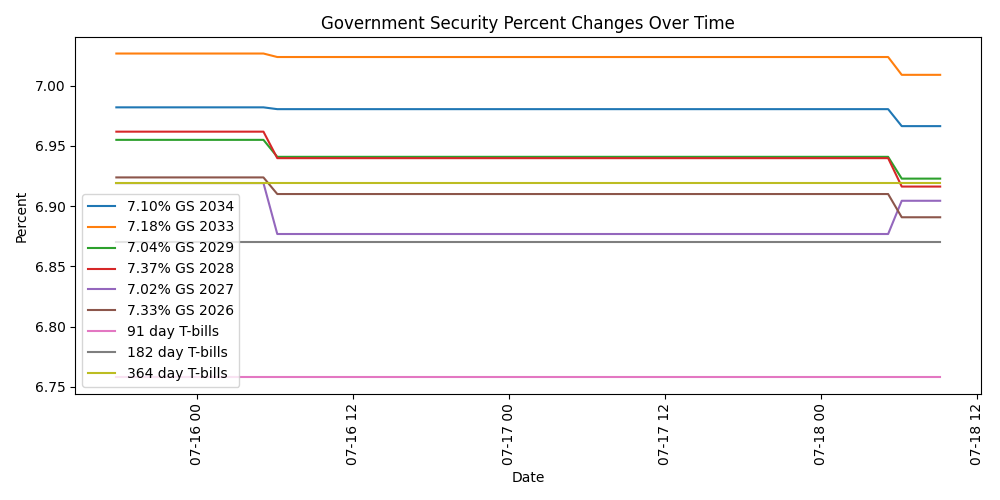 Government Security Percent Changes Over Time
Percent
7.00
6.95
6.90
6.85
6.80
6.75
7.10% GS 2034
7.18% GS 2033
7.04% GS 2029
7.37% GS 2028
7.02% GS 2027
7.33% GS 2026
91 day T-bills
182 day T-bills
364 day T-bills
07-16 00
07-16 12
07-17 00
07-17 12
07-18 00
07-18 12
Date